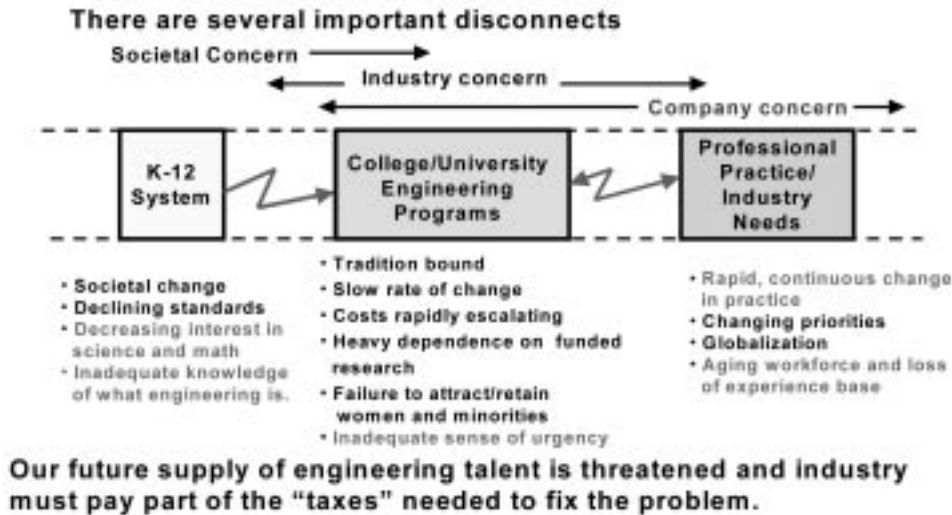 There are several important disconnects
Societal Concern
Industry concern
Company concern
K-12
System
College/University
Engineering
Programs
Professional
Practice/
Industry
Needs
• Societal change
• Declining standards
• Decreasing interest in
science and math
• Inadequate knowledge
of what engineering is.
• Tradition bound
• Slow rate of change
• Costs rapidly escalating
• Heavy dependence on funded
research
• Failure to attract/retain
women and minorities
• Inadequate sense of urgency
• Rapid, continuous change
in practice
• Changing priorities
• Globalization
• Aging workforce and loss
of experience base
Our future supply of engineering talent is threatened and industry
must pay part of the “taxes” needed to fix the problem.